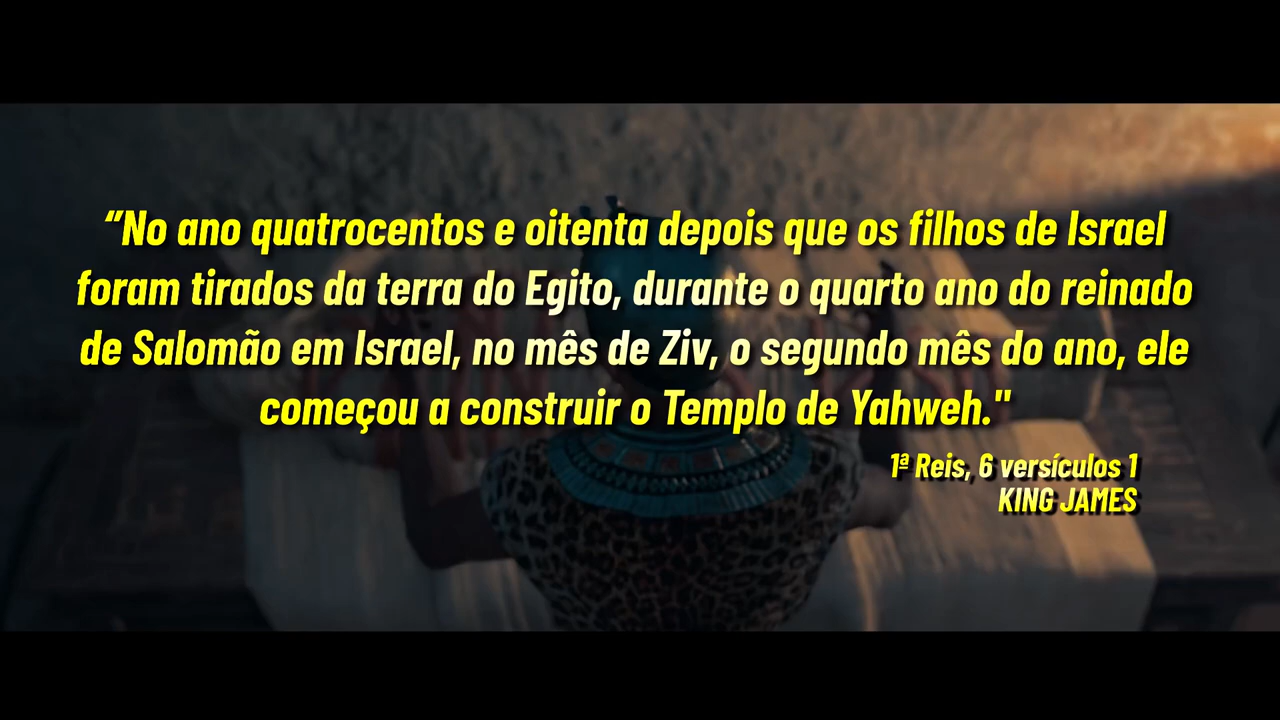 “No ano quatrocentos e oitenta depois que os filhos de Israel
foram tirados da terra do Egito, durante o quarto ano do reinado
de Salomão em Israel, no mês de Ziv, o segundo mês do ano, ele
começou a construir o Templo de Yahweh."
1ª Reis, 6 versículos 1
KING JAMES